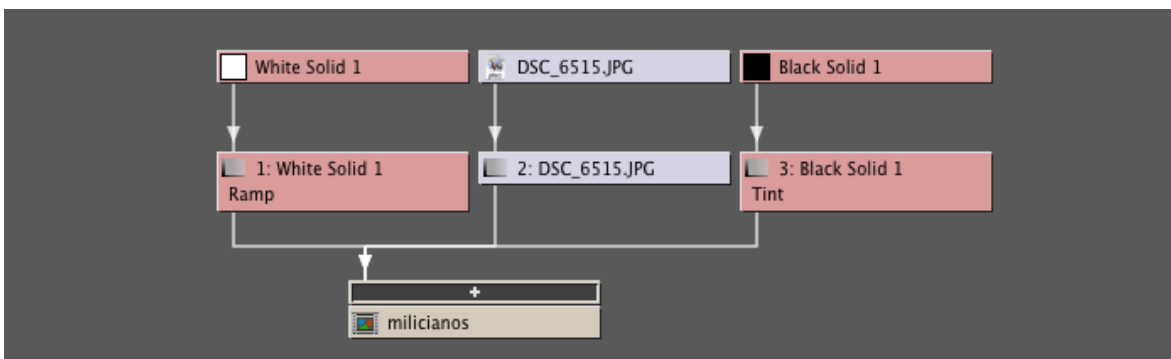 White Solid 1
DSC_6515.JPG
Black Solid 1
1: White Solid 1
Ramp
2: DSC_6515.JPG
3: Black Solid 1
Tint
+
milicianos